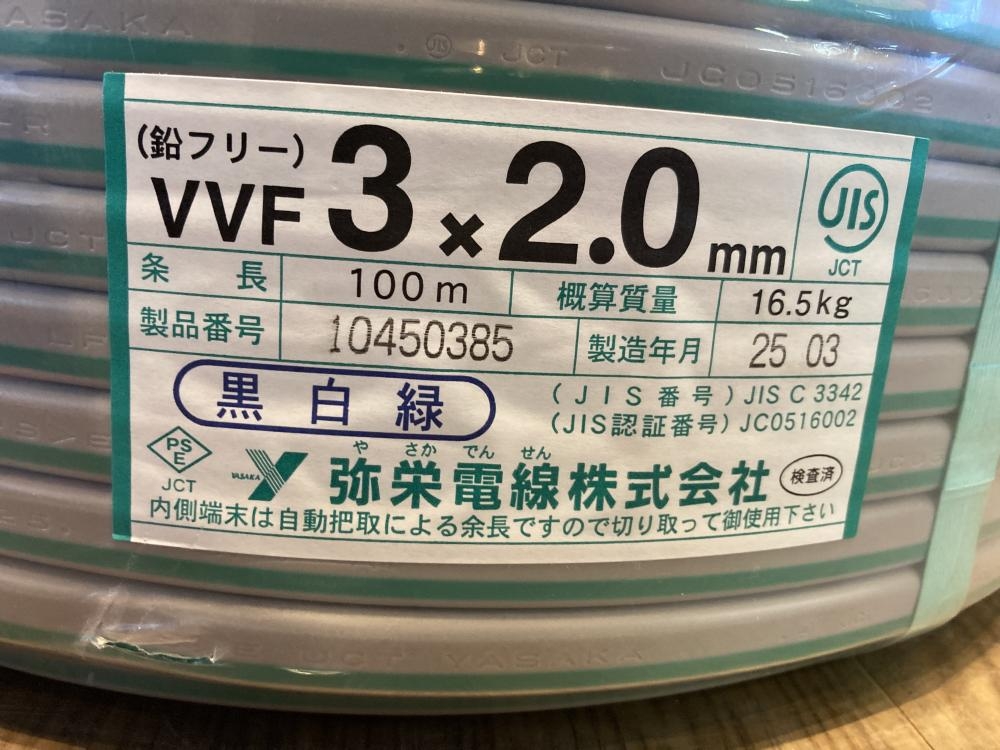 ASAKA
JIS JCT JC0516002
(鉛フリー)
VVF 3×2.0mm
JIS
JCT
条長 100m 概算質量 16.5kg
製品番号 10450385 製造年月 25 03
黒 白 緑
(JIS番号) JIS C 3342
(JIS認証番号) JC0516002
PS
E
JCT
YASAKA
や さか でん せん
弥栄電線株式会社
検査済
内側端末は自動把取による余長ですので切り取って御使用下さい
JCT YASAKA